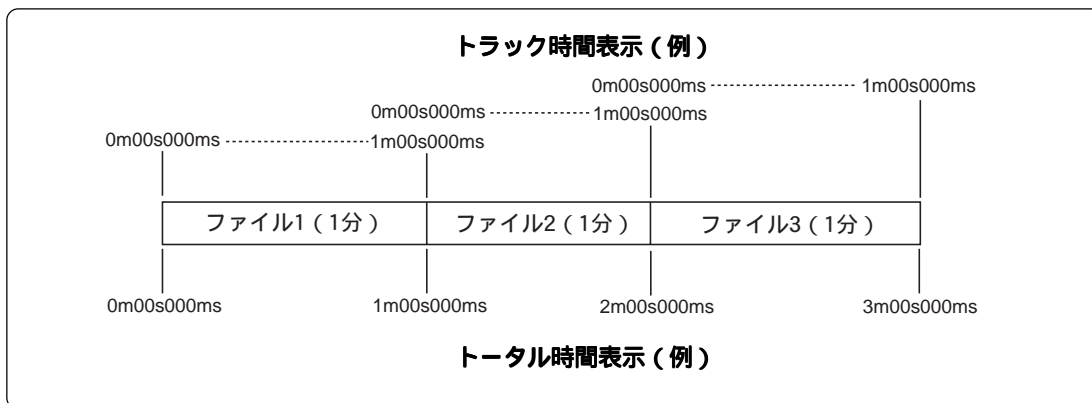 トラック時間表示 ( 例 )
0m00s000ms ---------------- 1m00s000ms
0m00s000ms ------------- 1m00s000ms
0m00s000ms ----------------- 1m00s000ms
ファイル1 ( 1分 ) ファイル2 ( 1分 ) ファイル3 ( 1分 )
0m00s000ms 1m00s000ms 2m00s000ms 3m00s000ms
トータル時間表示 ( 例 )